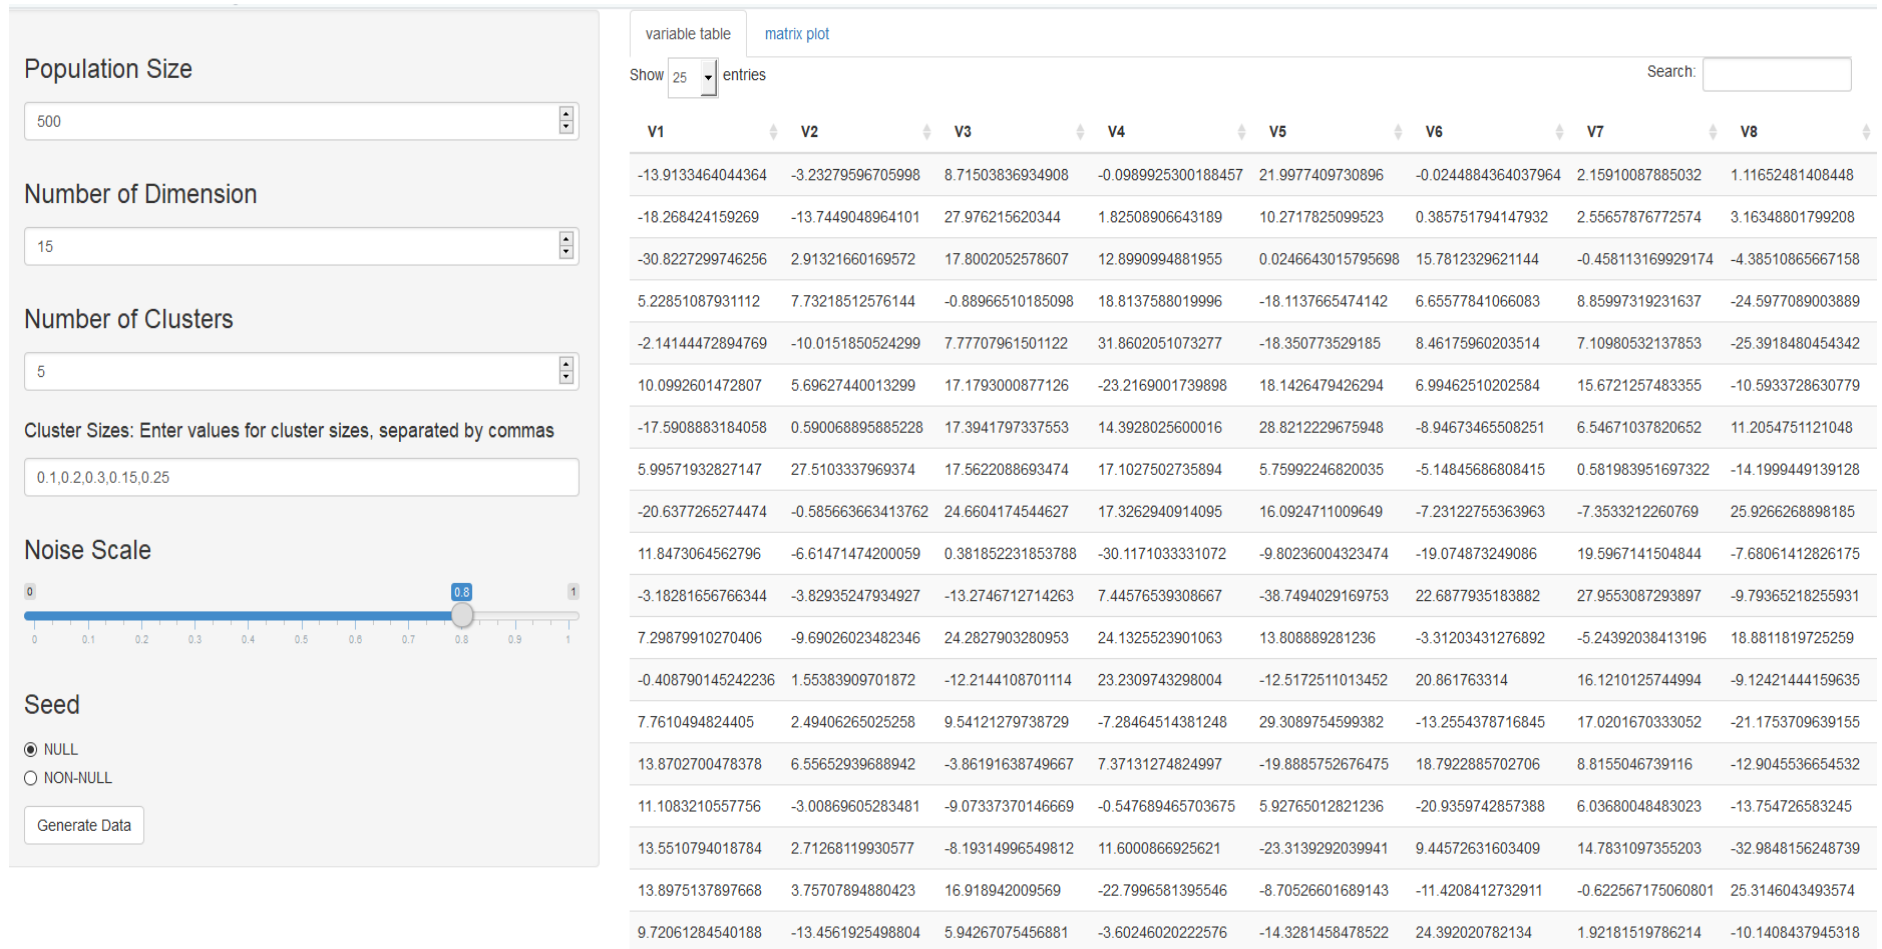 Population Size
500
Number of Dimension
15
Number of Clusters
5
Cluster Sizes: Enter values for cluster sizes, separated by commas
0.1,0.2,0.3,0.15,0.25
Noise Scale
0 0.8 1
0 0.1 0.2 0.3 0.4 0.5 0.6 0.7 0.8 0.9 1
Seed
NULL
NON-NULL
Generate Data
variable table matrix plot
Show 25 entries Search:
V1 V2 V3 V4 V5 V6 V7 V8
-13.9133464044364 -3.23279596705998 8.71503836934908 -0.0989925300188457 21.9977409730896 -0.0244884364037964 2.15910087885032 1.11652481408448
-18.268424159269 -13.7449048964101 27.976215620344 1.82508906643189 10.2717825099523 0.385751794147932 2.55657876772574 3.16348801799208
-30.8227299746256 2.91321660169572 17.8002052578607 12.8990994881955 0.0246643015795698 15.7812329621144 -0.458113169929174 -4.38510865667158
5.22851087931112 7.73218512576144 -0.88966510185098 18.8137588019996 -18.1137665474142 6.65577841066083 8.85997319231637 -24.5977089003889
-2.14144472894769 -10.0151850524299 7.77707961501122 31.8602051073277 -18.350773529185 8.46175960203514 7.10980532137853 -25.3918480454342
10.0992601472807 5.69627440013299 17.1793000877126 -23.2169001739898 18.1426479426294 6.99462510202584 15.6721257483355 -10.5933728630779
-17.5908883184058 0.590068895885228 17.3941797337553 14.3928025600016 28.8212229675948 -8.94673465508251 6.54671037820652 11.2054751121048
5.99571932827147 27.5103337969374 17.5622088693474 17.1027502735894 5.75992246820035 -5.14845686808415 0.581983951697322 -14.1999449139128
-20.6377265274474 -0.585663663413762 24.6604174544627 17.3262940914095 16.0924711009649 -7.23122755363963 -7.3533212260769 25.9266268898185
11.8473064562796 -6.61471474200059 0.381852231853788 -30.1171033331072 -9.80236004323474 -19.074873249086 19.5967141504844 -7.68061412826175
-3.18281656766344 -3.82935247934927 -13.2746712714263 7.44576539308667 -38.7494029169753 22.6877935183882 27.9553087293897 -9.79365218255931
7.29879910270406 -9.69026023482346 24.2827903280953 24.1325523901063 13.808889281236 -3.31203431276892 -5.24392038413196 18.8811819725259
-0.408790145242236 1.55383909701872 -12.2144108701114 23.2309743298004 -12.5172511013452 20.861763314 16.1210125744994 -9.12421444159635
7.7610494824405 2.49406265025258 9.54121279738729 -7.28464514381248 29.3089754599382 -13.2554378716845 17.0201670333052 -21.1753709639155
13.8702700478378 6.55652939688942 -3.86191638749667 7.37131274824997 -19.8885752676475 18.7922885702706 8.8155046739116 -12.9045536654532
11.1083210557756 -3.00869605283481 -9.07337370146669 -0.547689465703675 5.92765012821236 -20.9359742857388 6.03680048483023 -13.754726583245
13.5510794018784 2.71268119930577 -8.19314996549812 11.6000866925621 -23.3139292039941 9.44572631603409 14.7831097355203 -32.9848156248739
13.8975137897668 3.75707894880423 16.918942009569 -22.7996581395546 -8.70526601689143 -11.4208412732911 -0.622567175060801 25.3146043493574
9.72061284540188 -13.4561925498804 5.94267075456881 -3.60246020222576 -14.3281458478522 24.392020782134 1.92181519786214 -10.1408437945318